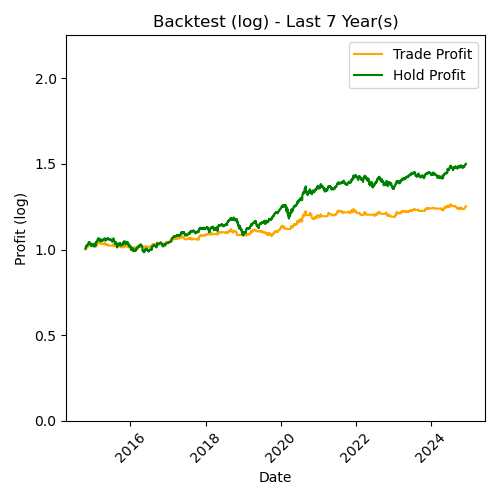 Backtest (log) - Last 7 Year(s)
Trade Profit
Hold Profit
Profit (log)
2.0
1.5
1.0
0.5
0.0
2016
2018
2020
2022
2024
Date